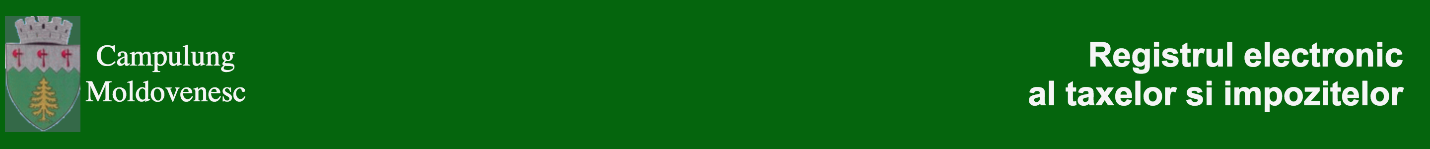 Campulung
Moldovenesc
Registrul electronic
al taxelor si impozitelor